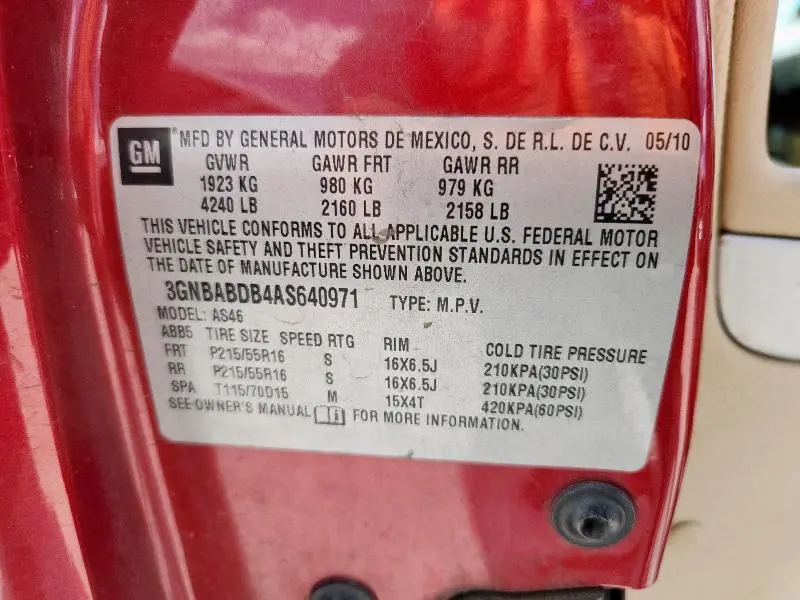 GM ® MFD BY GENERAL MOTORS DE MEXICO, S. DE R.L. DE C.V. 05/10
GVWR GAWR FRT GAWR RR
1923 KG 980 KG 979 KG
4240 LB 2160 LB 2158 LB
THIS VEHICLE CONFORMS TO ALL APPLICABLE U.S. FEDERAL MOTOR
VEHICLE SAFETY AND THEFT PREVENTION STANDARDS IN EFFECT ON
THE DATE OF MANUFACTURE SHOWN ABOVE.
3GNBABDB4AS640971 TYPE: M.P.V.
MODEL: AS46
ABB5 TIRE SIZE SPEED RTG RIM COLD TIRE PRESSURE
FRT P215/55R16 S 16X6.5J 210KPA(30PSI)
RR P215/55R16 S 16X6.5J 210KPA(30PSI)
SPA T115/70D15 M 15X4T 420KPA(60PSI)
SEE OWNER'S MANUAL i FOR MORE INFORMATION.